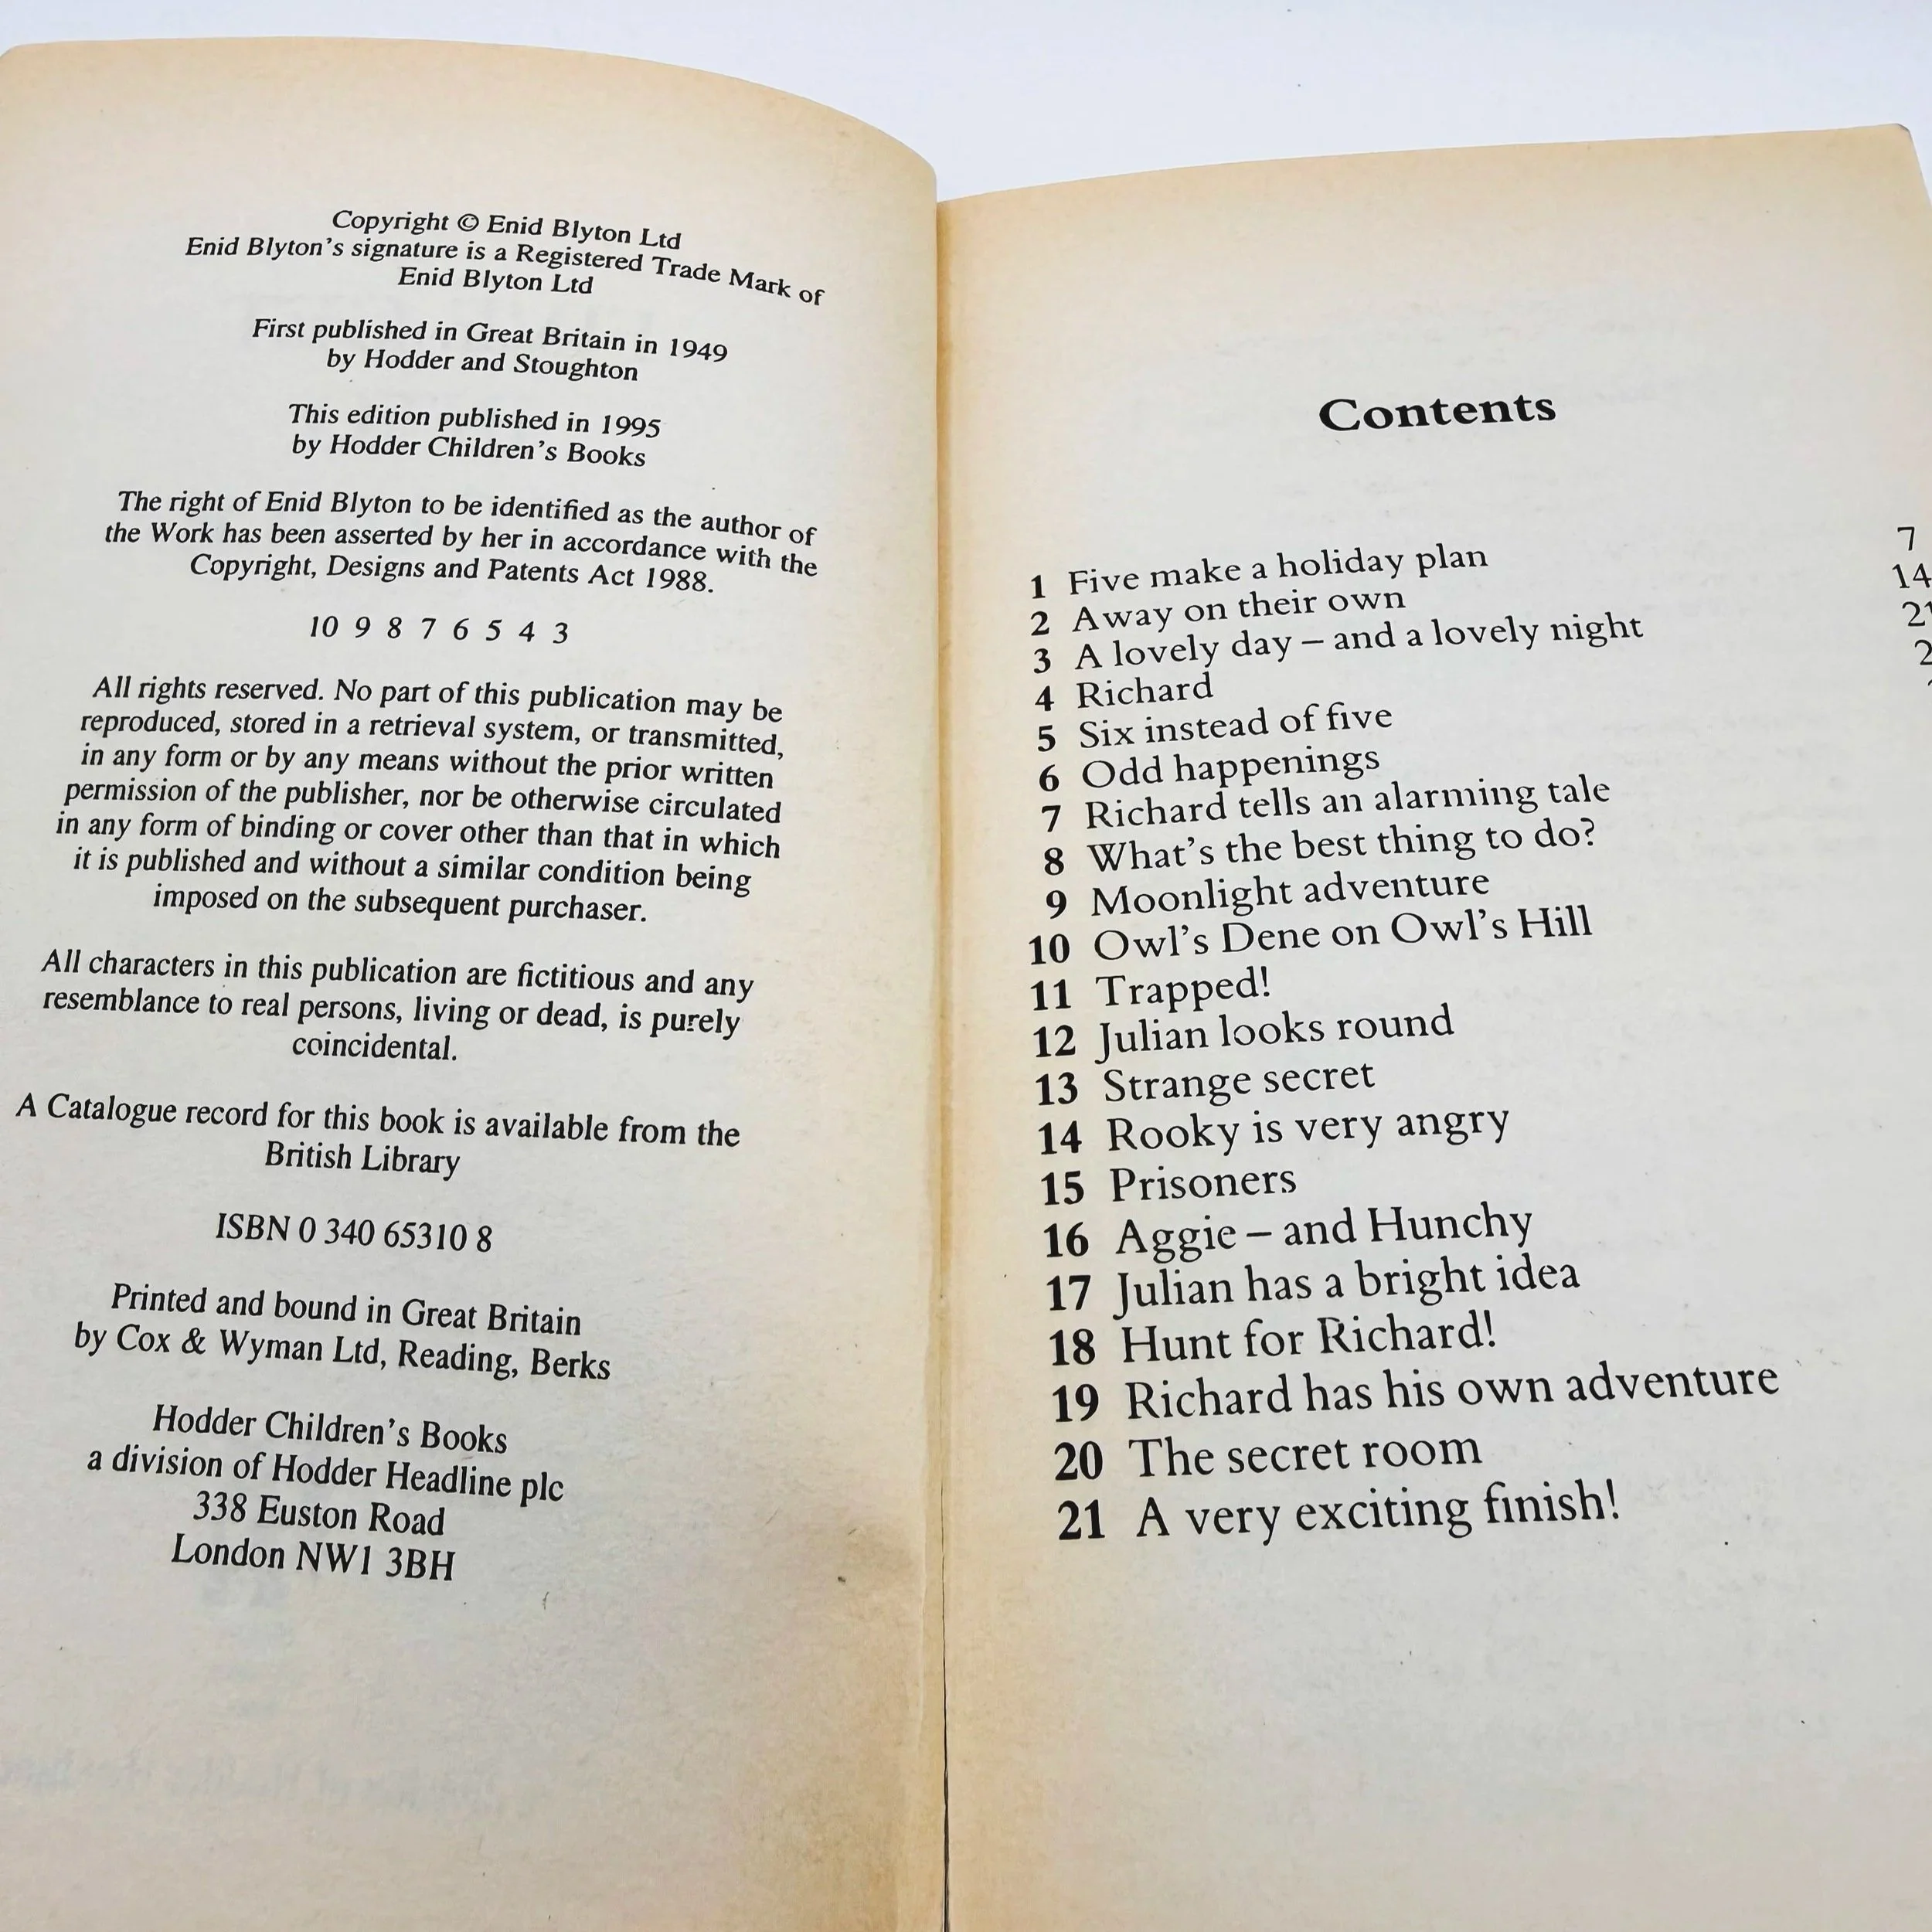 Copyright © Enid Blyton Ltd
Enid Blyton's signature is a Registered Trade Mark of
Enid Blyton Ltd
First published in Great Britain in 1949
by Hodder and Stoughton
This edition published in 1995
by Hodder Children's Books
The right of Enid Blyton to be identified as the author of
the Work has been asserted by her in accordance with the
Copyright, Designs and Patents Act 1988.
10 9 8 7 6 5 4 3
All rights reserved. No part of this publication may be
reproduced, stored in a retrieval system, or transmitted,
in any form or by any means without the prior written
permission of the publisher, nor be otherwise circulated
in any form of binding or cover other than that in which
it is published and without a similar condition being
imposed on the subsequent purchaser.
All characters in this publication are fictitious and any
resemblance to real persons, living or dead, is purely
coincidental.
A Catalogue record for this book is available from the
British Library
ISBN 0 340 65310 8
Printed and bound in Great Britain
by Cox & Wyman Ltd, Reading, Berks
Hodder Children's Books
a division of Hodder Headline plc
338 Euston Road
London NW1 3BH
Contents
1 Five make a holiday plan 7
2 Away on their own 14
3 A lovely day – and a lovely night 21
4 Richard
5 Six instead of five
6 Odd happenings
7 Richard tells an alarming tale
8 What's the best thing to do?
9 Moonlight adventure
10 Owl's Dene on Owl's Hill
11 Trapped!
12 Julian looks round
13 Strange secret
14 Rooky is very angry
15 Prisoners
16 Aggie – and Hunchy
17 Julian has a bright idea
18 Hunt for Richard!
19 Richard has his own adventure
20 The secret room
21 A very exciting finish!